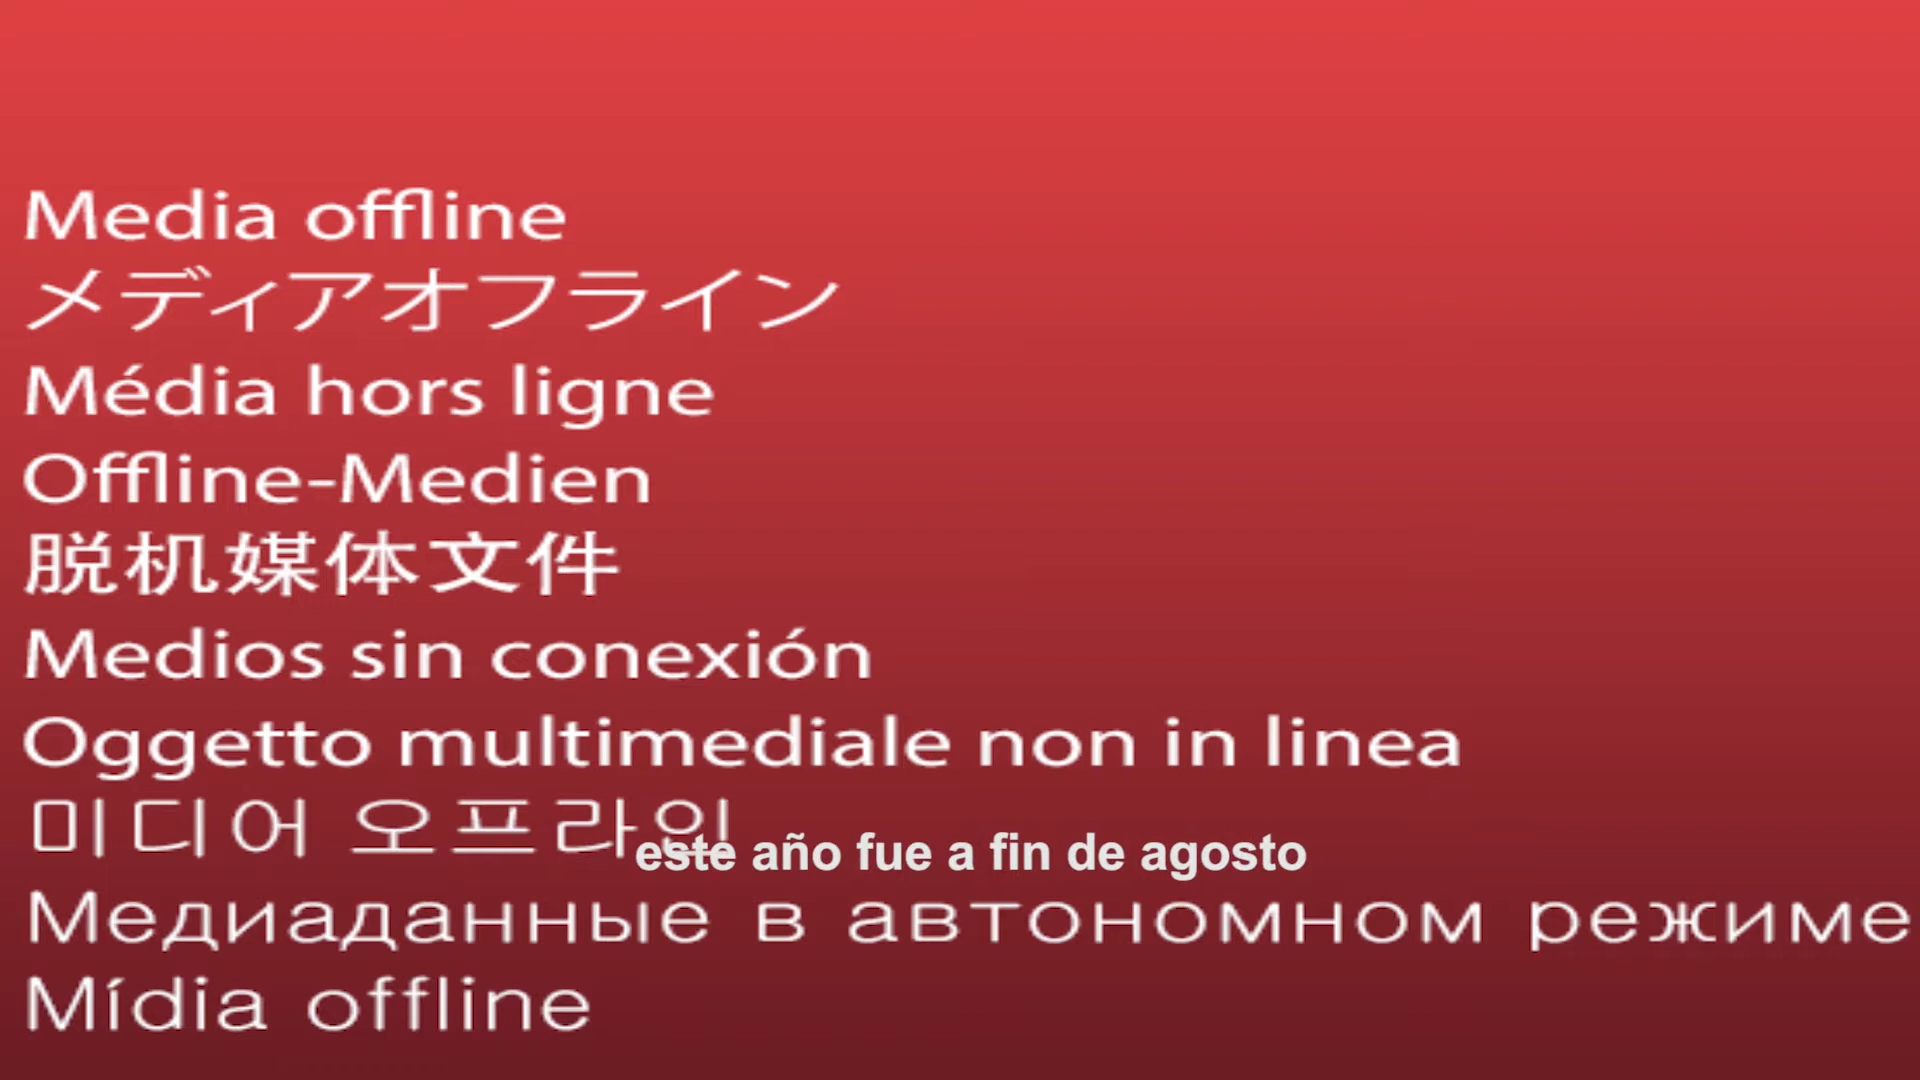 Media offline
メディアオフライン
Média hors ligne
Offline-Medien
脱机媒体文件
Medios sin conexión
Oggetto multimediale non in linea
미디어 오프라인
este año fue a fin de agosto
Медиаданные в автономном режиме
Mídia offline